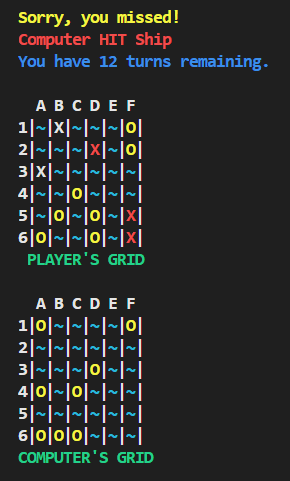 Sorry, you missed!
Computer HIT Ship
You have 12 turns remaining.
A B C D E F
1|~|X|~|~|~|O|
2|~|~|~|X|~|O|
3|X|~|~|~|~|~|
4|~|~|O|~|~|~|
5|~|O|~|O|~|X|
6|O|~|~|O|~|X|
PLAYER'S GRID
A B C D E F
1|O|~|~|~|~|O|
2|~|~|~|~|~|~|
3|~|~|~|O|~|~|
4|O|~|O|~|~|~|
5|~|~|~|~|~|~|
6|O|O|O|~|~|~|
COMPUTER'S GRID